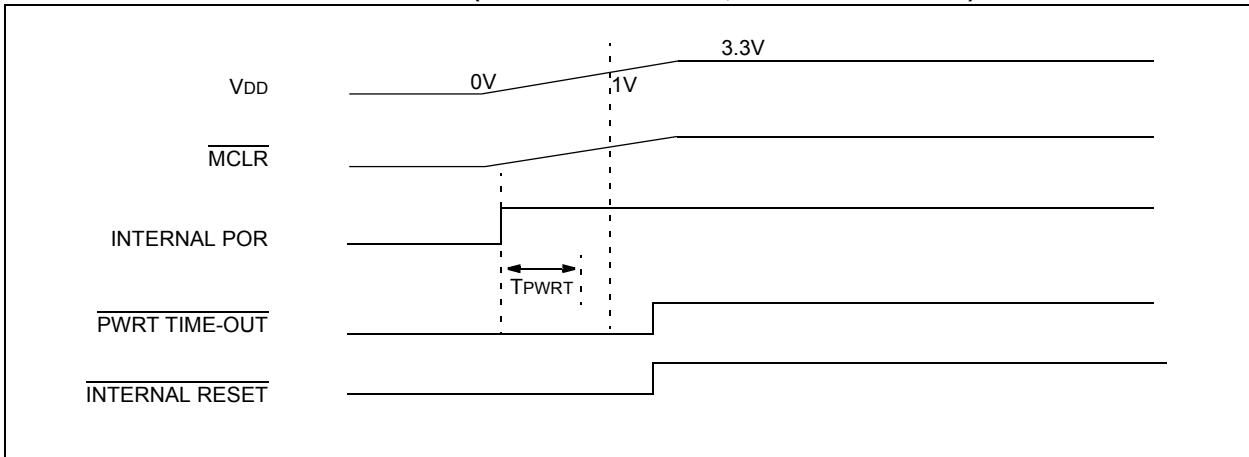 3.3V
VDD 0V 1V
MCLR
INTERNAL POR
TPWRT
PWRT TIME-OUT
INTERNAL RESET